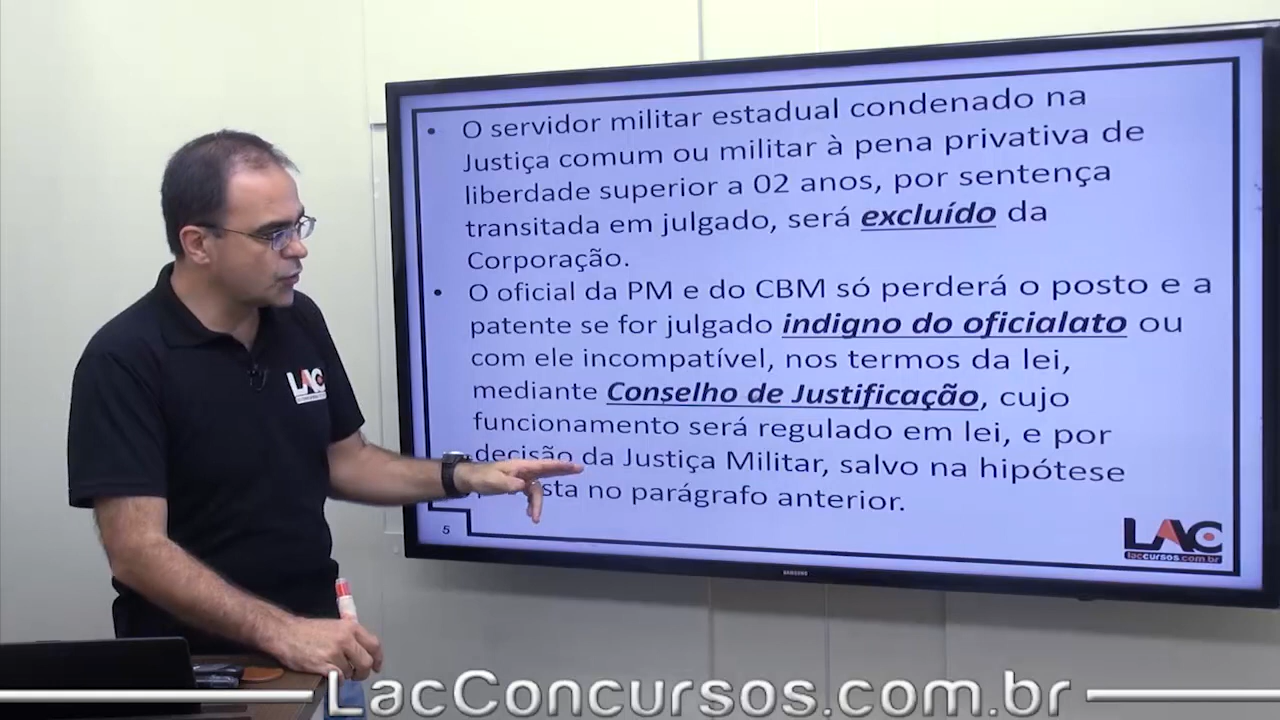 • O servidor militar estadual condenado na
Justiça comum ou militar à pena privativa de
liberdade superior a 02 anos, por sentença
transitada em julgado, será excluído da
Corporação.
• O oficial da PM e do CBM só perderá o posto e a
patente se for julgado indigno do oficialato ou
com ele incompatível, nos termos da lei,
mediante Conselho de Justificação, cujo
funcionamento será regulado em lei, e por
decisão da Justiça Militar, salvo na hipótese
no parágrafo anterior.
5
LAC
laccursos.com.br
SAMSUNG
LAC
LacConcursos.com.br